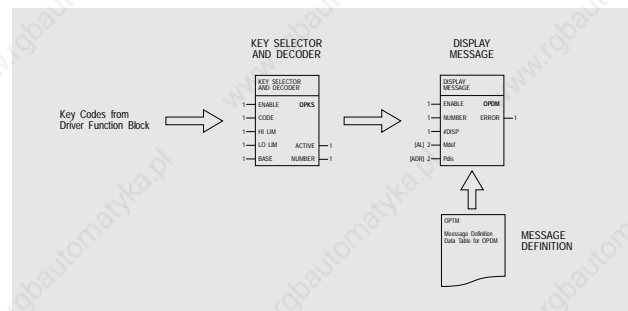 KEY SELECTOR
AND DECODER
DISPLAY
MESSAGE
Key Codes from
Driver Function Block
KEY SELECTOR
AND DECODER
1 ENABLE OPKS
1 CODE
1 HI LIM
1 LO LIM ACTIVE 1
1 BASE NUMBER 1
DISPLAY
MESSAGE
1 ENABLE OPDM
1 NUMBER ERROR 1
1 #DISP
[AL] 2 Mdef
[ADR] 2 Pdis
OPTM
Meessage Definition
Data Table for OPDM
MESSAGE
DEFINITION
rgbautomatyka.pl